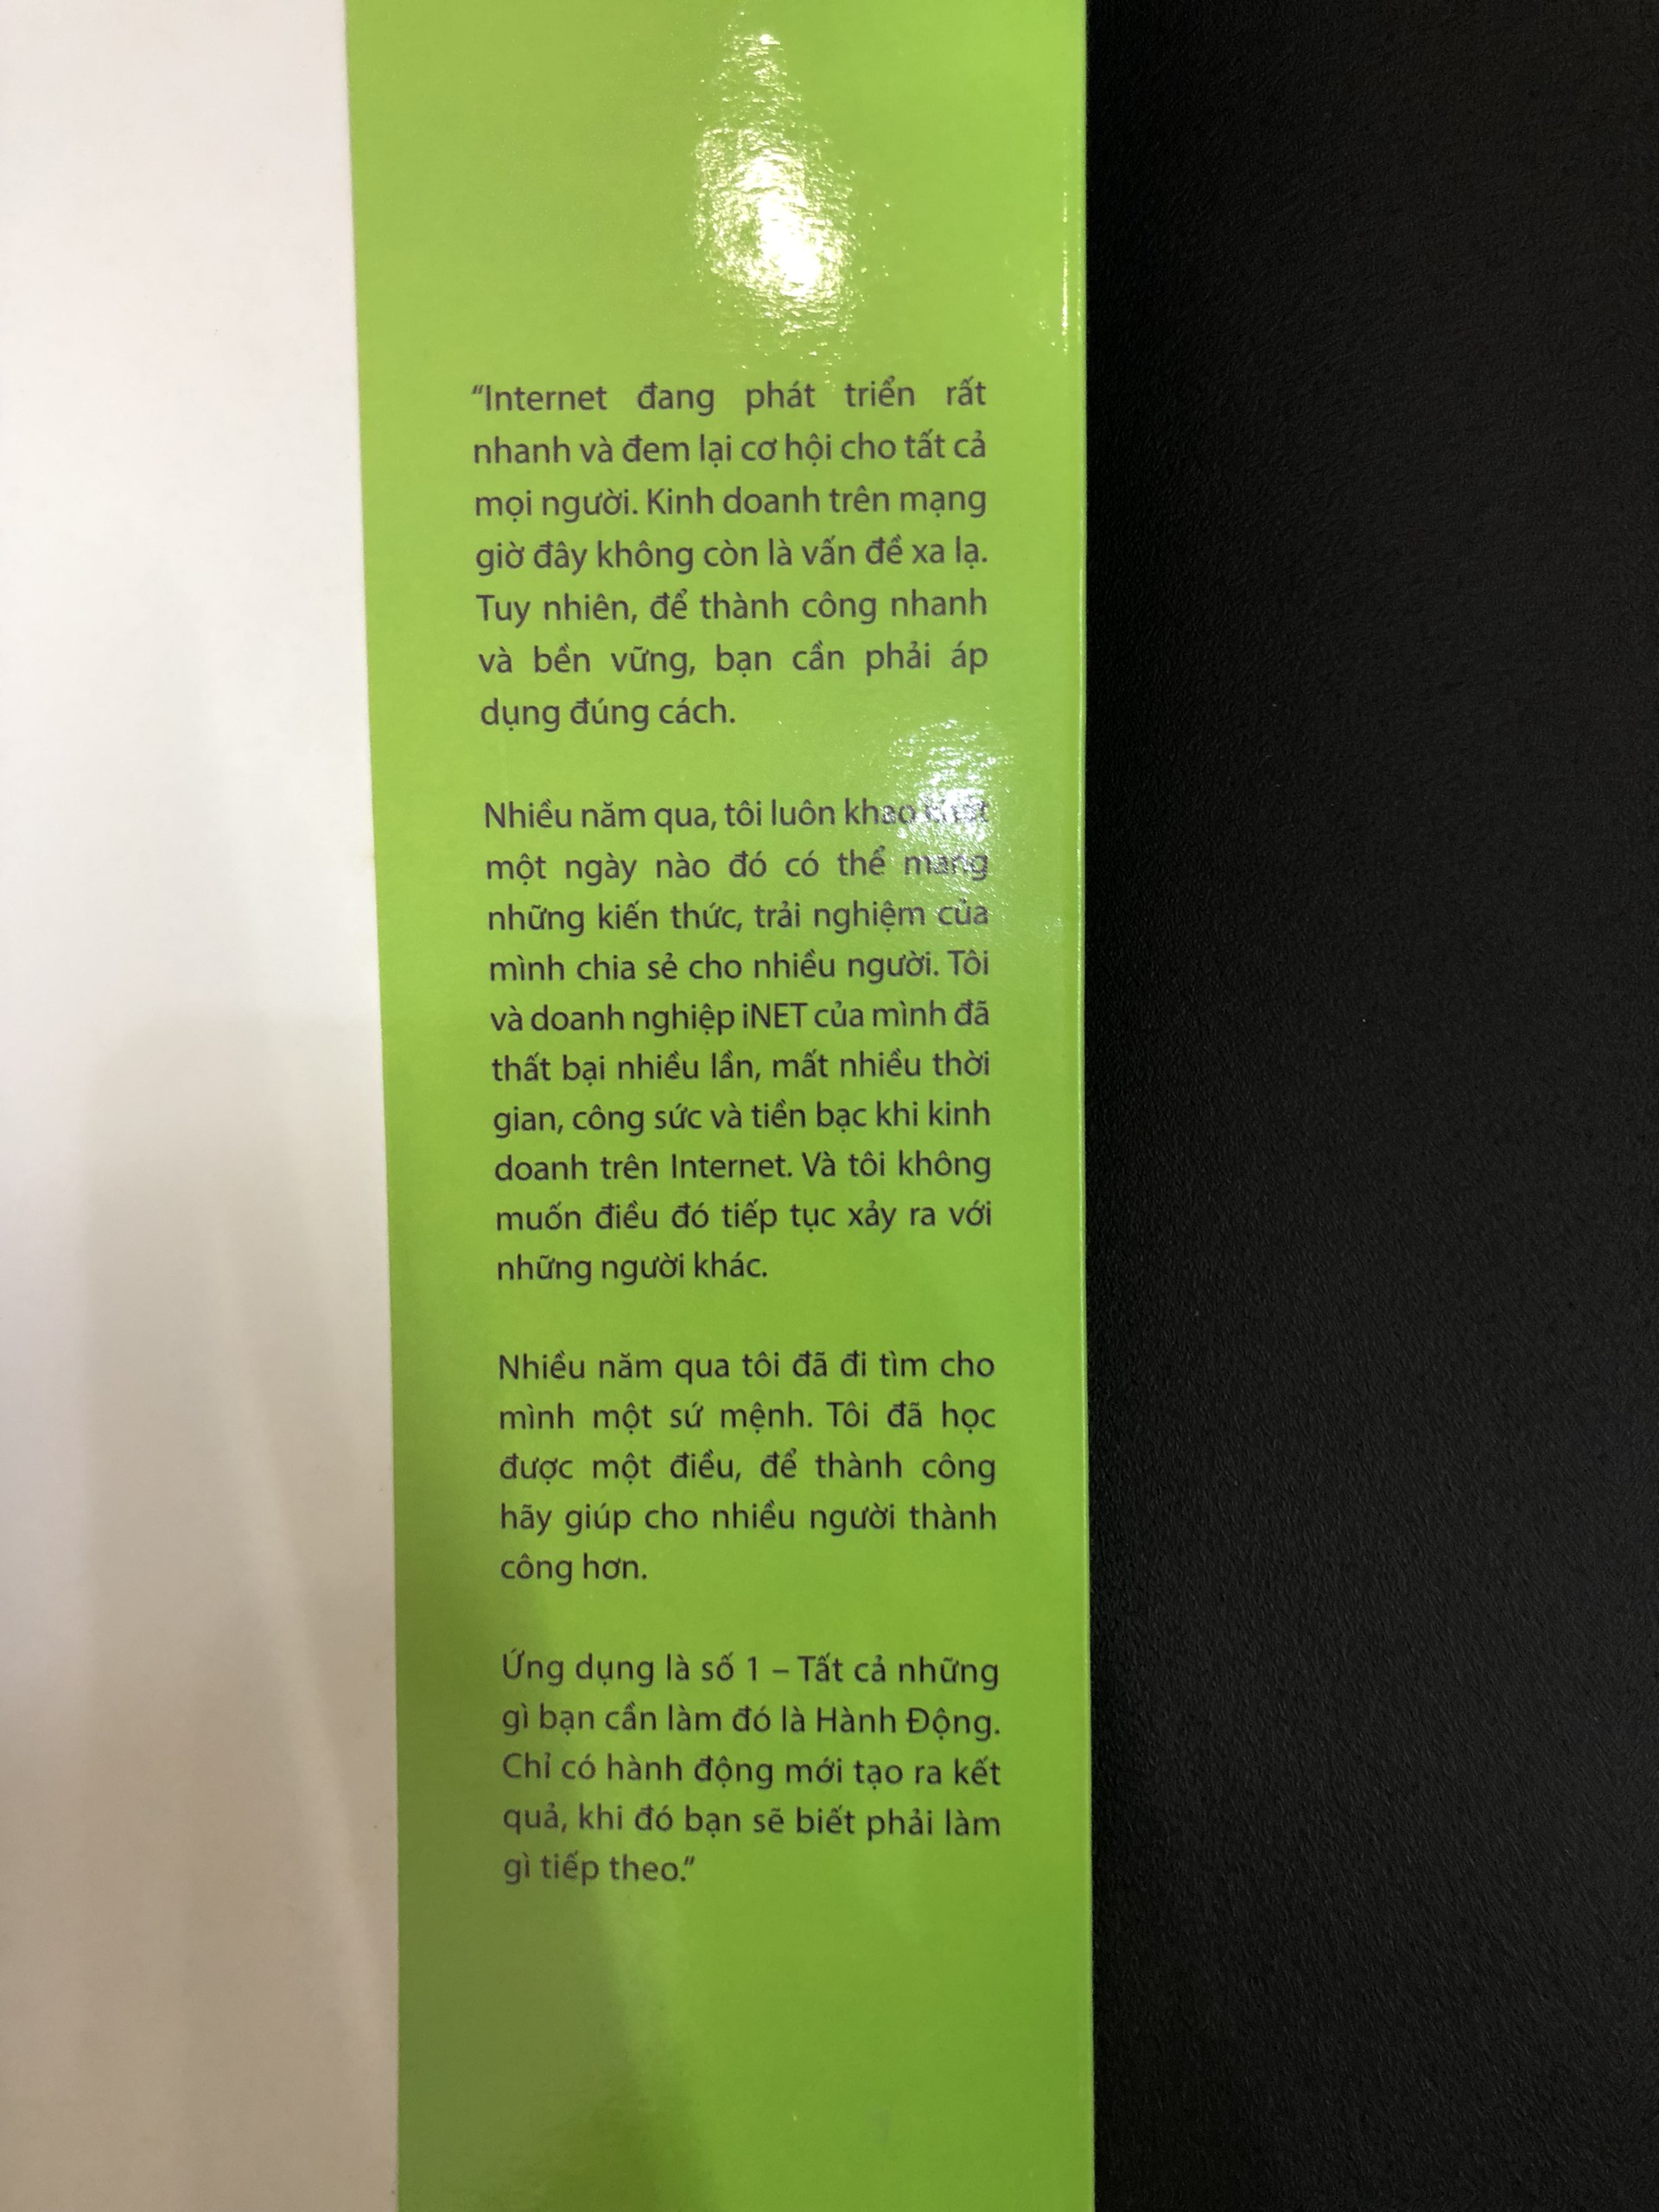 “Internet đang phát triển rất
nhanh và đem lại cơ hội cho tất cả
mọi người. Kinh doanh trên mạng
giờ đây không còn là vấn đề xa lạ.
Tuy nhiên, để thành công nhanh
và bền vững, bạn cần phải áp
dụng đúng cách.
Nhiều năm qua, tôi luôn khao khát
một ngày nào đó có thể mang
những kiến thức, trải nghiệm của
mình chia sẻ cho nhiều người. Tôi
và doanh nghiệp iNET của mình đã
thất bại nhiều lần, mất nhiều thời
gian, công sức và tiền bạc khi kinh
doanh trên Internet. Và tôi không
muốn điều đó tiếp tục xảy ra với
những người khác.
Nhiều năm qua tôi đã đi tìm cho
mình một sứ mệnh. Tôi đã học
được một điều, để thành công
hãy giúp cho nhiều người thành
công hơn.
Ứng dụng là số 1 – Tất cả những
gì bạn cần làm đó là Hành Động.
Chỉ có hành động mới tạo ra kết
quả, khi đó bạn sẽ biết phải làm
gì tiếp theo.”